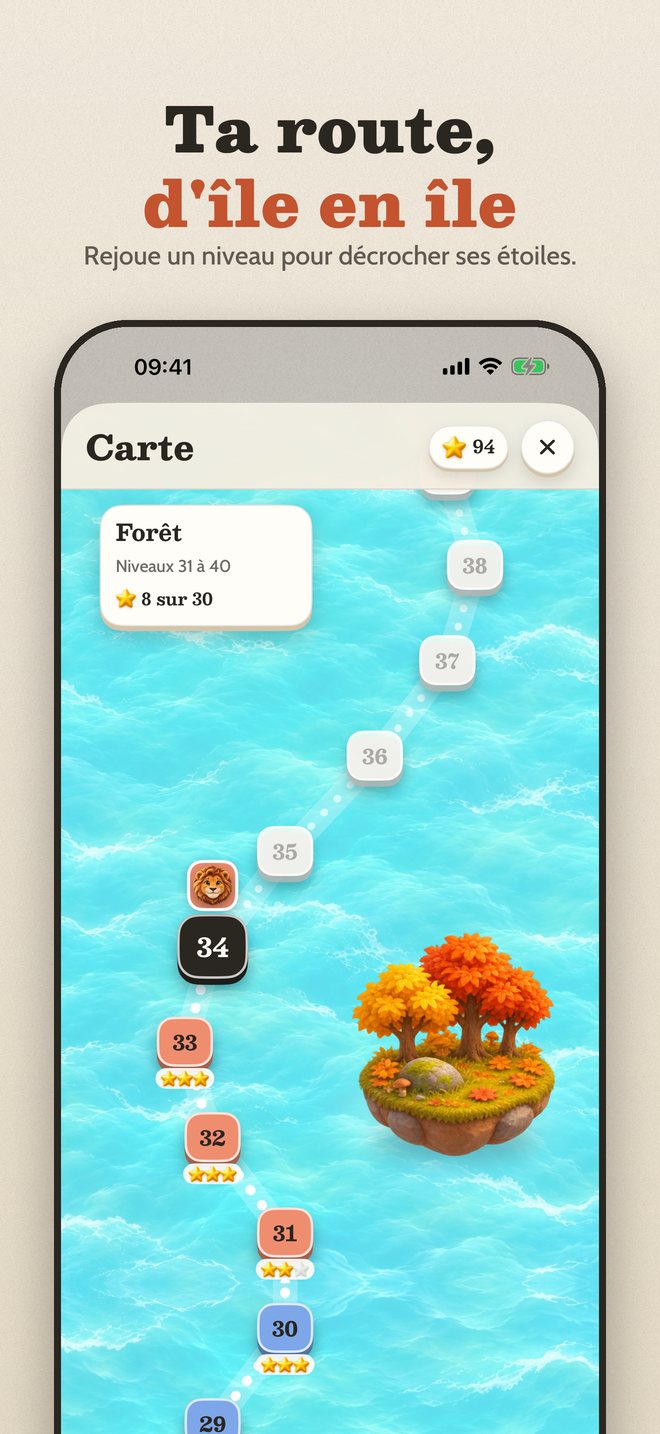 Ta route,
d'île en île
Rejoue un niveau pour décrocher ses étoiles.
09:41
Carte
94
Forêt
Niveaux 31 à 40
8 sur 30
38
37
36
35
34
33
32
31
30
29